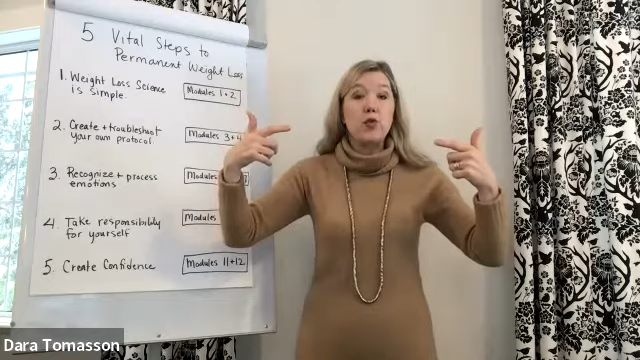 5 Vital Steps to
Permanent Weight Loss
1. Weight Loss Science
is simple.
Modules 1+2
2. Create + troubleshoot
your own protocol
Modules 3+4
3. Recognize + process
emotions
Modules
4. Take responsibility
for yourself
Modules
5. Create Confidence
Modules 11+12
Dara Tomasson